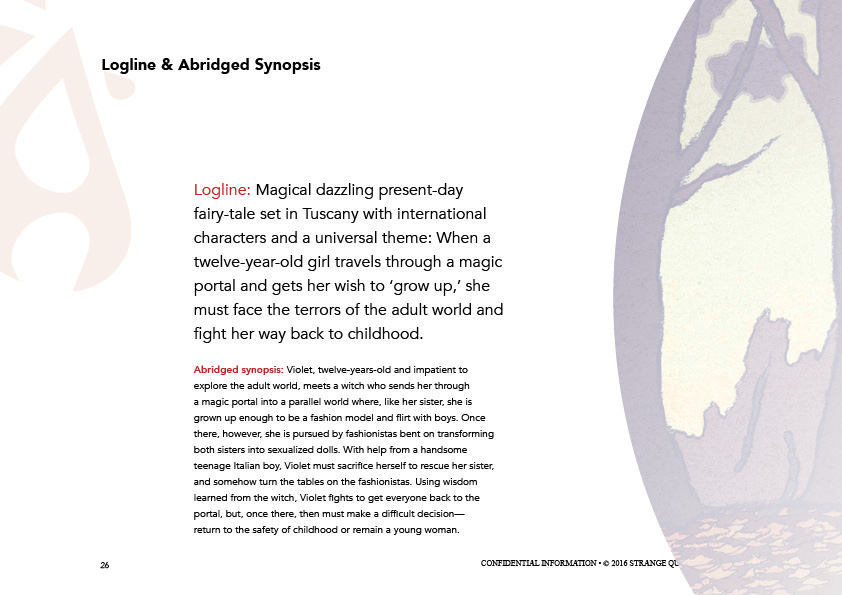 Logline & Abridged Synopsis
Logline: Magical dazzling present-day
fairy-tale set in Tuscany with international
characters and a universal theme: When a
twelve-year-old girl travels through a magic
portal and gets her wish to ‘grow up,’ she
must face the terrors of the adult world and
fight her way back to childhood.
Abridged synopsis: Violet, twelve-years-old and impatient to
explore the adult world, meets a witch who sends her through
a magic portal into a parallel world where, like her sister, she is
grown up enough to be a fashion model and flirt with boys. Once
there, however, she is pursued by fashionistas bent on transforming
both sisters into sexualized dolls. With help from a handsome
teenage Italian boy, Violet must sacrifice herself to rescue her sister,
and somehow turn the tables on the fashionistas. Using wisdom
learned from the witch, Violet fights to get everyone back to the
portal, but, once there, then must make a difficult decision—
return to the safety of childhood or remain a young woman.
26
CONFIDENTIAL INFORMATION • © 2016 STRANGE